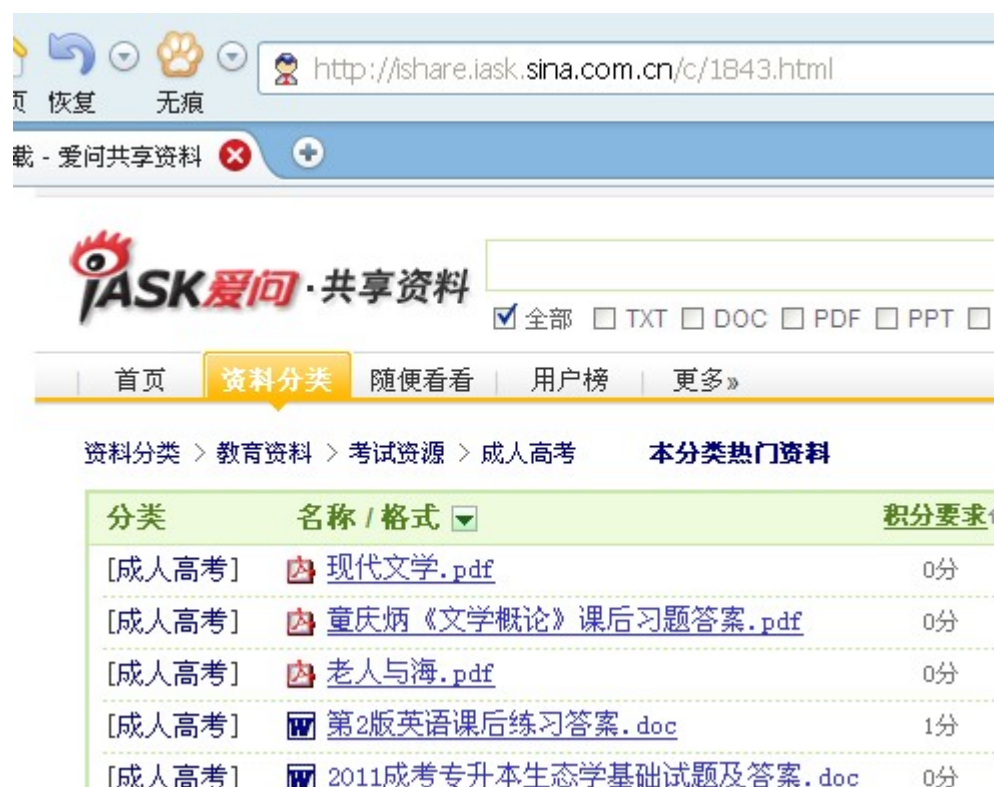 http://ishare.iask.sina.com.cn/c/1843.html
页 恢复 无痕
载 - 爱问共享资料
iASK爱问·共享资料
全部 TXT DOC PDF PPT
首页 资料分类 随便看看 用户榜 更多»
资料分类 > 教育资料 > 考试资源 > 成人高考 本分类热门资料
分类 名称 / 格式 积分要求
[成人高考] 现代文学.pdf 0分
[成人高考] 童庆炳《文学概论》课后习题答案.pdf 0分
[成人高考] 老人与海.pdf 0分
[成人高考] 第2版英语课后练习答案.doc 1分
[成人高考] 2011成考专升本生态学基础试题及答案.doc 0分